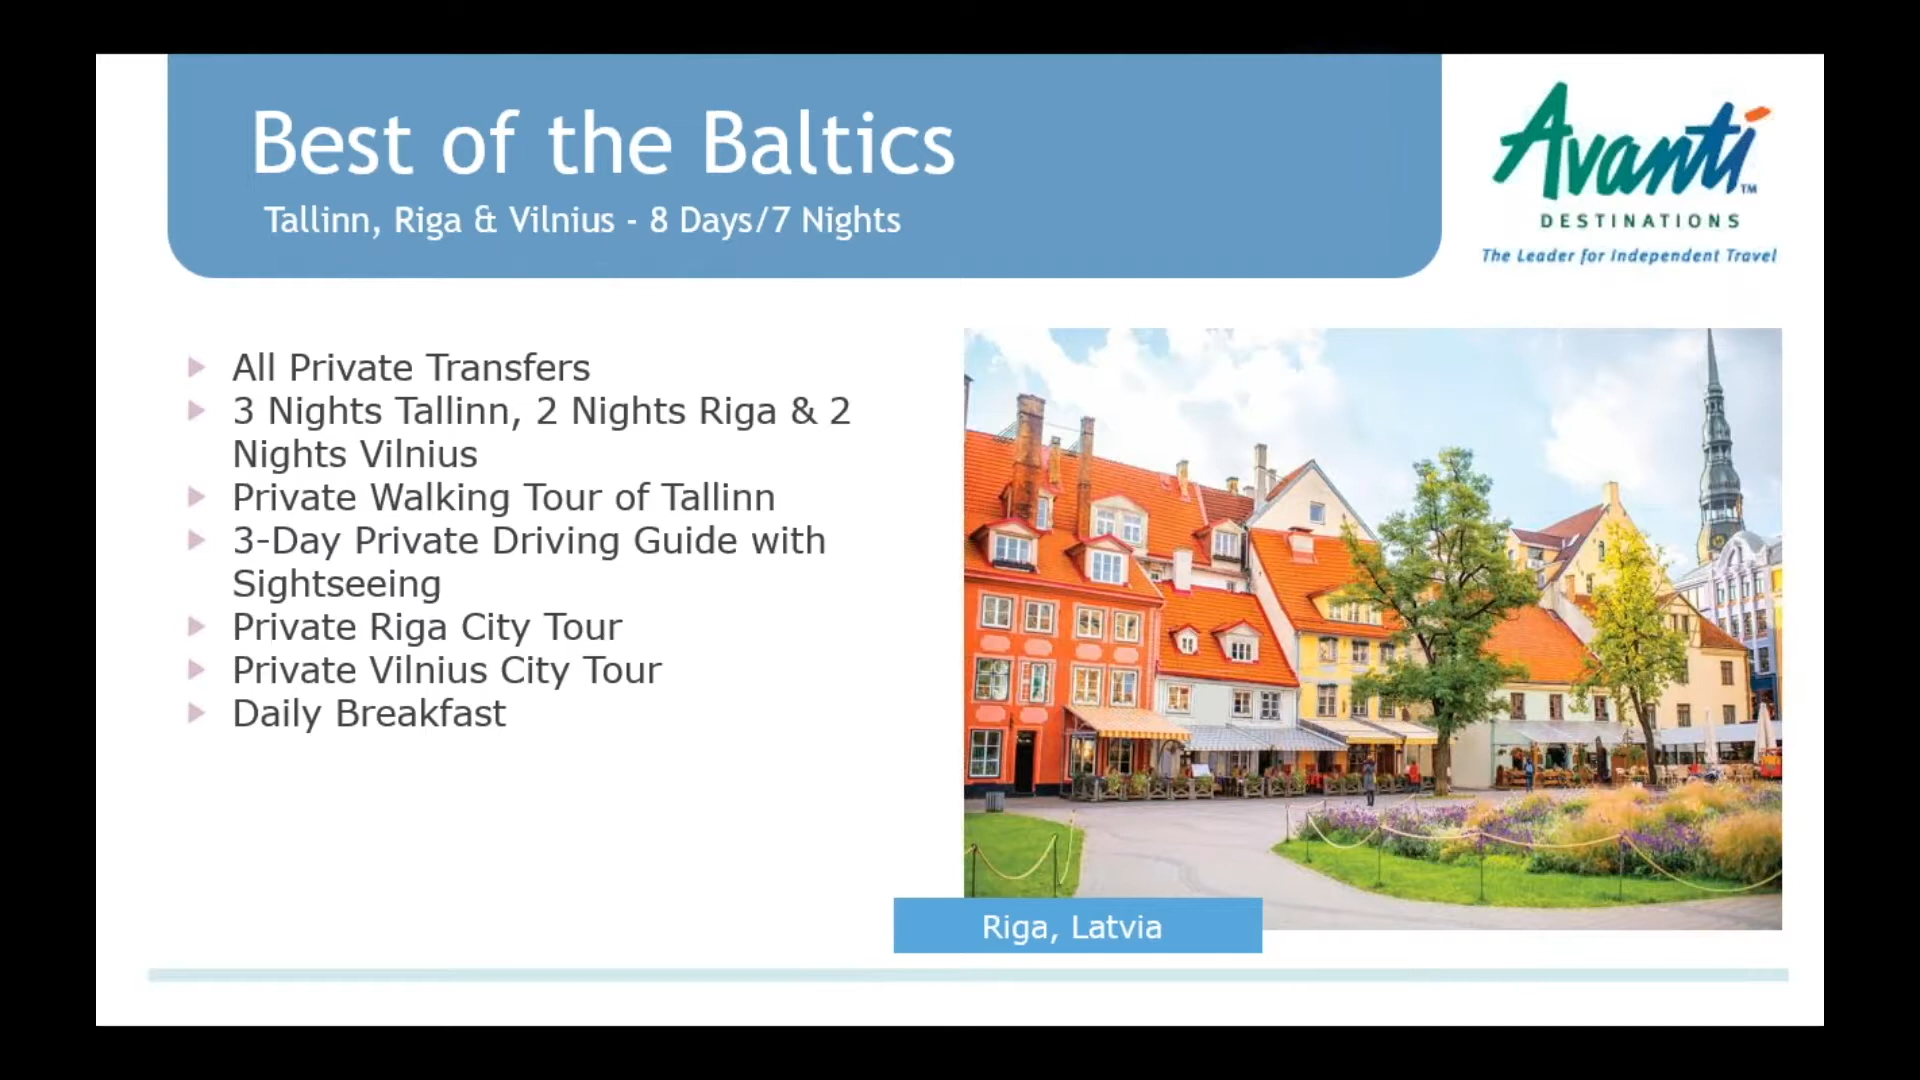 Best of the Baltics
Tallinn, Riga & Vilnius - 8 Days/7 Nights
Avanti™
DESTINATIONS
The Leader for Independent Travel
All Private Transfers
3 Nights Tallinn, 2 Nights Riga & 2
Nights Vilnius
Private Walking Tour of Tallinn
3-Day Private Driving Guide with
Sightseeing
Private Riga City Tour
Private Vilnius City Tour
Daily Breakfast
Riga, Latvia